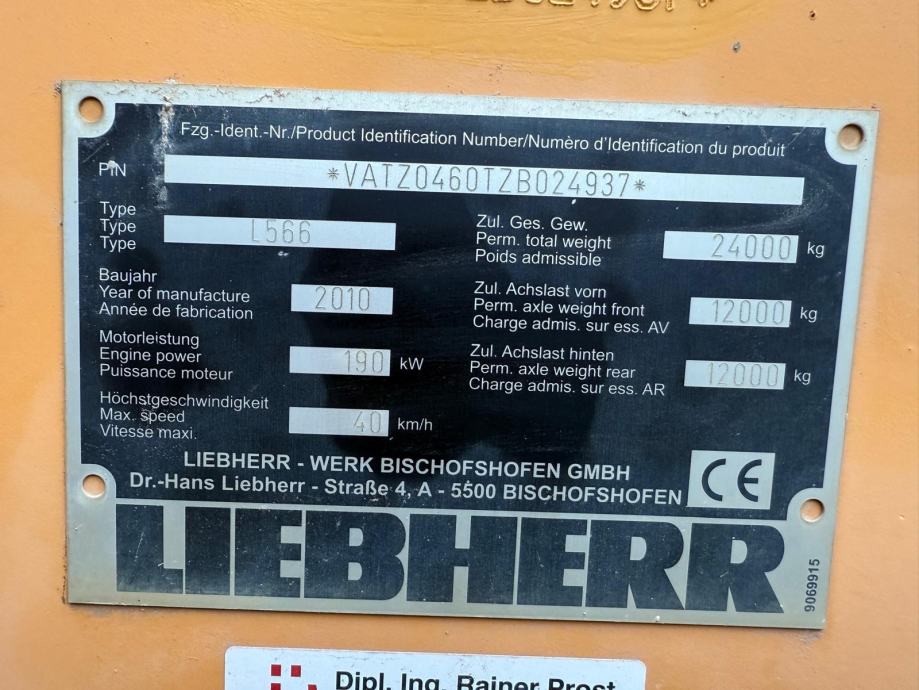 Fzg.-Ident.-Nr./Product Identification Number/Numèro d'Identification du produit
PIN *VATZ0460TZB024937*
Type
Type L566
Type
Baujahr
Year of manufacture 2010
Année de fabrication
Motorleistung
Engine power 190 kW
Puissance moteur
Höchstgeschwindigkeit
Max. speed 40 km/h
Vitesse maxi.
Zul. Ges. Gew.
Perm. total weight 24000 kg
Poids admissible
Zul. Achslast vorn
Perm. axle weight front 12000 kg
Charge admis. sur ess. AV
Zul. Achslast hinten
Perm. axle weight rear 12000 kg
Charge admis. sur ess. AR
LIEBHERR - WERK BISCHOFSHOFEN GMBH
Dr.-Hans Liebherr - Straße 4, A - 5500 BISCHOFSHOFEN
CE
LIEBHERR
9069915
Dipl. Ing. Rainer Prost